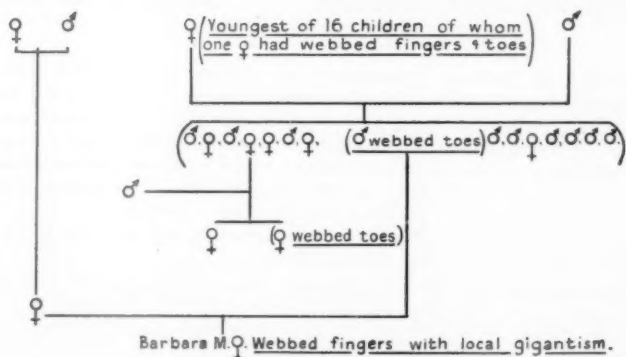 ♀ ♂ ♀ (Youngest of 16 children of whom ♂
one ♀ had webbed fingers & toes)
(♂.♀.♂.♀.♀.♂.♀. (♂ webbed toes) ♂.♂.♀.♂.♂.♂.♂.)
♂
♀ (♀ webbed toes)
♀
Barbara M.♀. Webbed fingers with local gigantism.